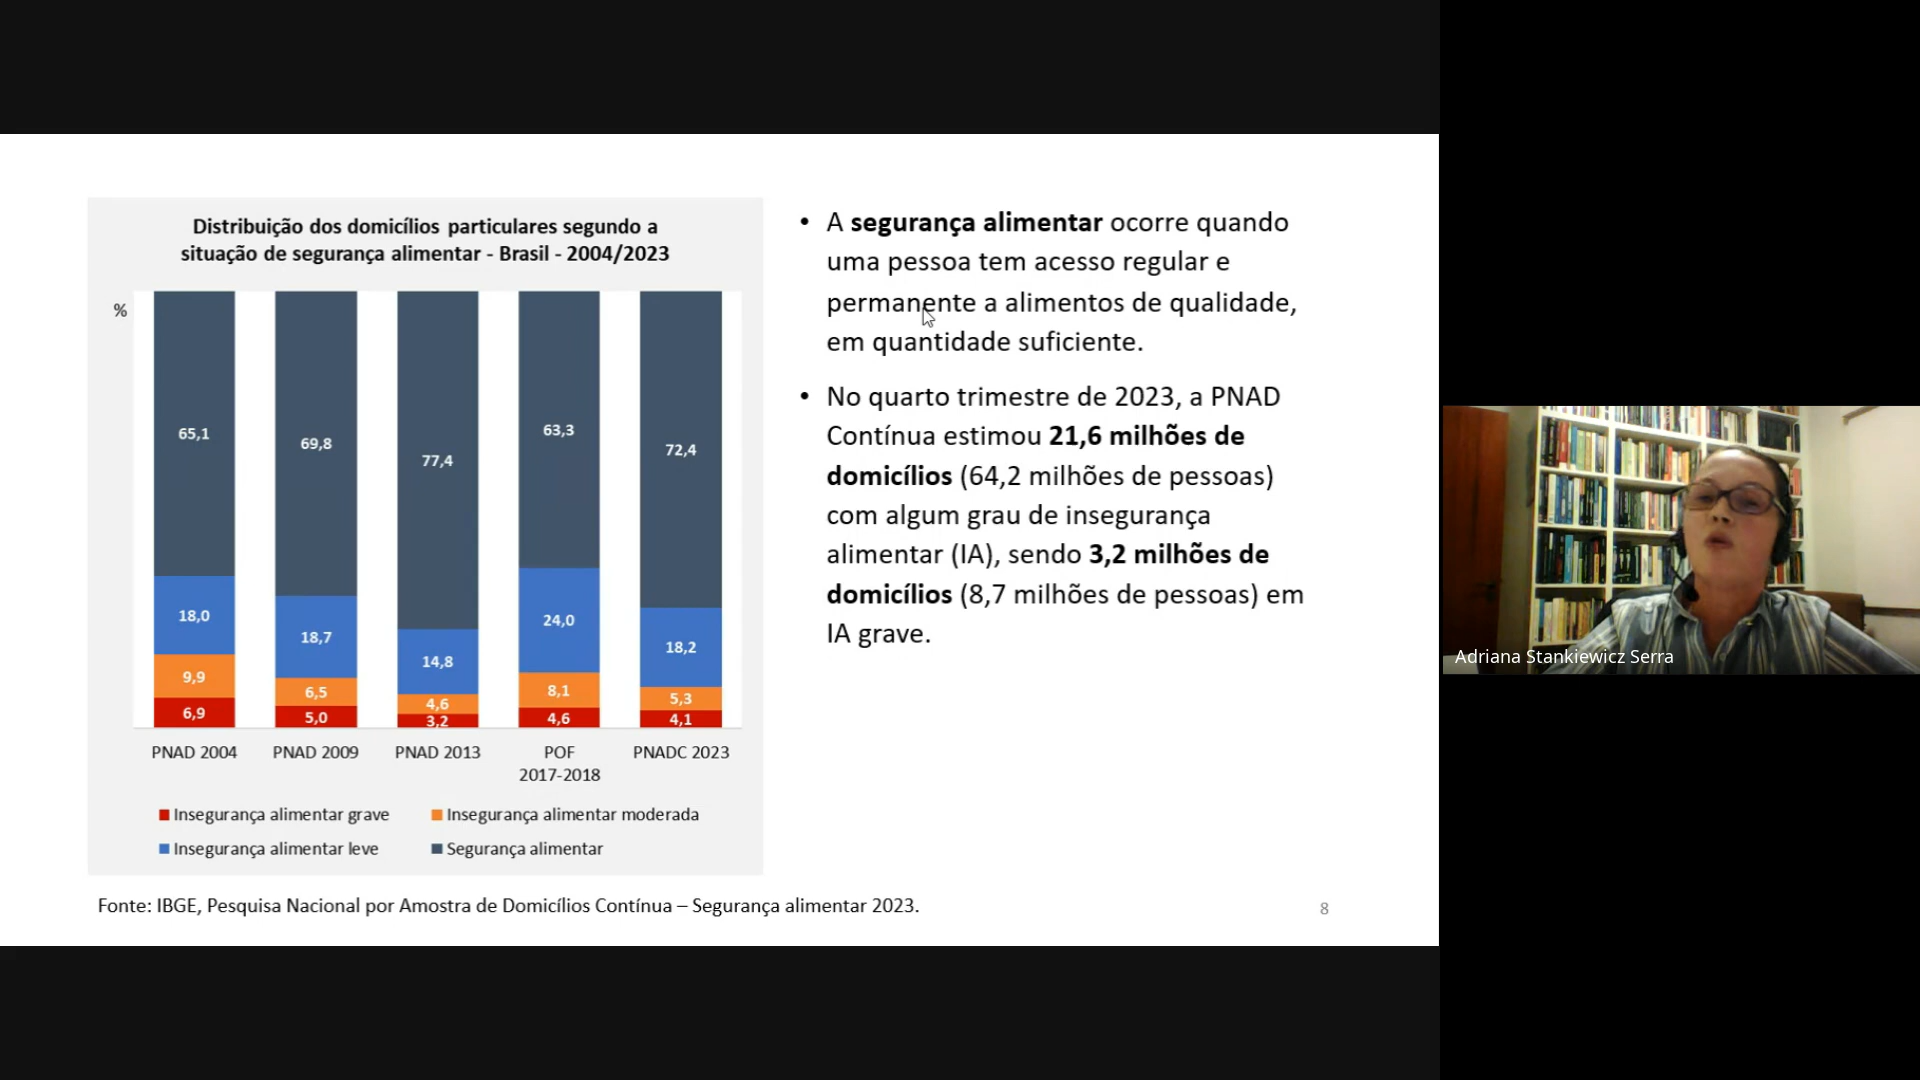 Distribuição dos domicílios particulares segundo a
situação de segurança alimentar - Brasil - 2004/2023
%
65,1
69,8
77,4
63,3
72,4
18,0
18,7
14,8
24,0
18,2
9,9
6,5
4,6
8,1
5,3
6,9
5,0
3,2
4,6
4,1
PNAD 2004
PNAD 2009
PNAD 2013
POF
2017-2018
PNADC 2023
Insegurança alimentar grave
Insegurança alimentar moderada
Insegurança alimentar leve
Segurança alimentar
Fonte: IBGE, Pesquisa Nacional por Amostra de Domicílios Contínua – Segurança alimentar 2023.
• A segurança alimentar ocorre quando
uma pessoa tem acesso regular e
permanente a alimentos de qualidade,
em quantidade suficiente.
• No quarto trimestre de 2023, a PNAD
Contínua estimou 21,6 milhões de
domicílios (64,2 milhões de pessoas)
com algum grau de insegurança
alimentar (IA), sendo 3,2 milhões de
domicílios (8,7 milhões de pessoas) em
IA grave.
8
Adriana Stankiewicz Serra